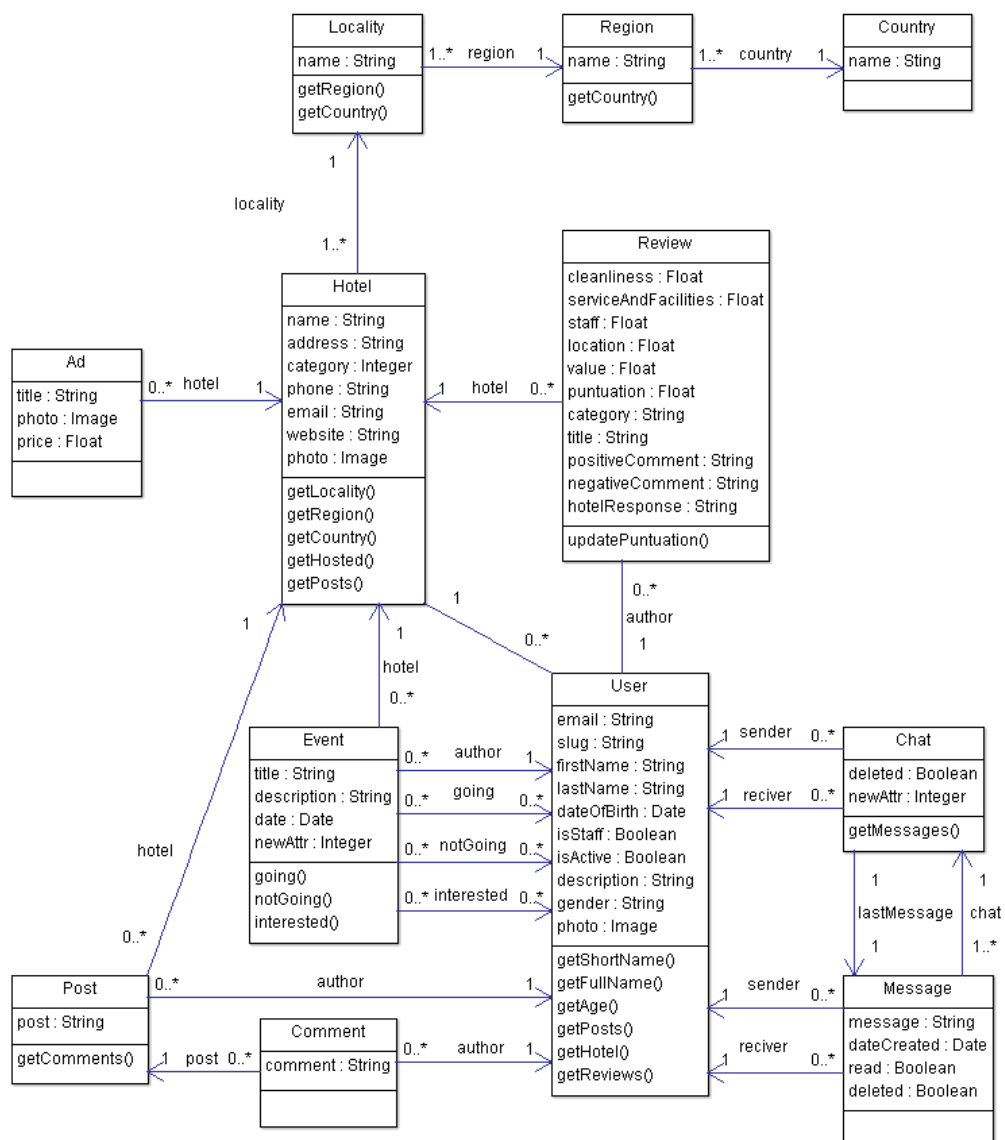 Locality
name : String
getRegion()
getCountry()
1..* region 1
Region
name : String
getCountry()
1..* country 1
Country
name : Sting
1
locality
1..*
Hotel
name : String
address : String
category : Integer
phone : String
email : String
website : String
photo : Image
getLocality()
getRegion()
getCountry()
getHosted()
getPosts()
Ad
title : String
photo : Image
price : Float
0..* hotel 1
1 hotel 0..*
Review
cleanliness : Float
serviceAndFacilities : Float
staff : Float
location : Float
value : Float
puntuation : Float
category : String
title : String
positiveComment : String
negativeComment : String
hotelResponse : String
updatePuntuation()
0..*
author
1
1
0..*
1
hotel
0..*
1
hotel
0..*
Event
title : String
description : String
date : Date
newAttr : Integer
going()
notGoing()
interested()
0..* author 1
0..* going 0..*
0..* notGoing 0..*
0..* interested 0..*
User
email : String
slug : String
firstName : String
lastName : String
dateOfBirth : Date
isStaff : Boolean
isActive : Boolean
description : String
gender : String
photo : Image
getShortName()
getFullName()
getAge()
getPosts()
getHotel()
getReviews()
1 sender 0..*
1 reciver 0..*
Chat
deleted : Boolean
newAttr : Integer
getMessages()
1
lastMessage
1
1
chat
1..*
Post
post : String
getComments()
0..* author 1
1 post 0..*
Comment
comment : String
0..* author 1
1 sender 0..*
1 reciver 0..*
Message
message : String
dateCreated : Date
read : Boolean
deleted : Boolean